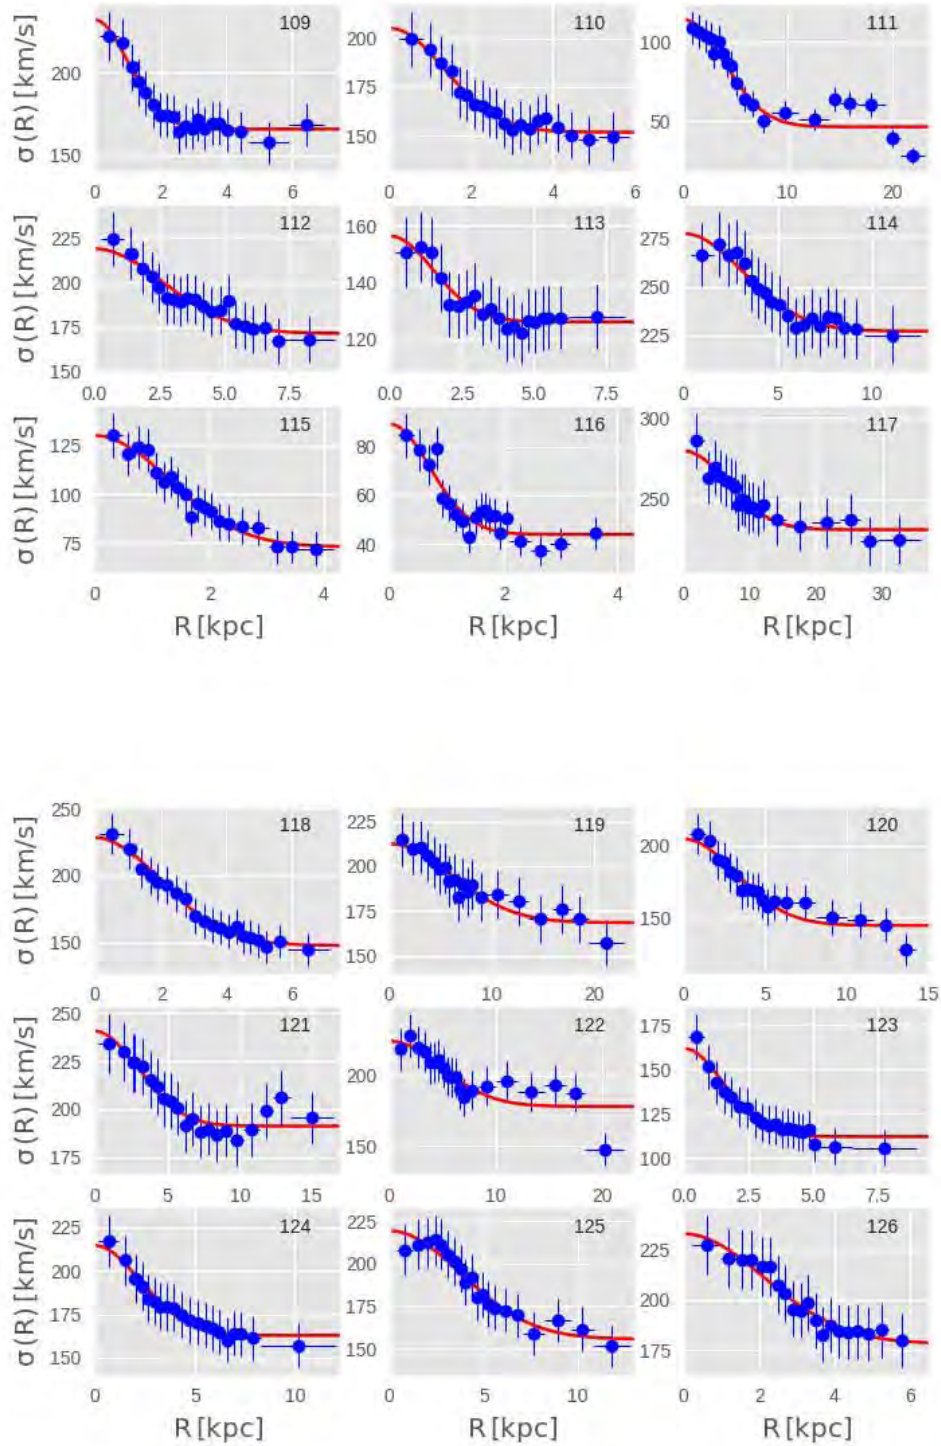 109 110 111
σ(R) [km/s] 200 150 200 175 150 100 50
0 2 4 6 0 2 4 6 0 10 20
112 113 114
σ(R) [km/s] 225 200 175 150 160 140 120 275 250 225
0.0 2.5 5.0 7.5 0.0 2.5 5.0 7.5 0 5 10
115 116 117
σ(R) [km/s] 125 100 75 80 60 40 300 250
0 2 4 0 2 4 0 10 20 30
R [kpc] R [kpc] R [kpc]
118 119 120
σ(R) [km/s] 250 200 150 225 200 175 150 200 150
0 2 4 6 0 10 20 0 5 10 15
121 122 123
σ(R) [km/s] 250 225 200 175 200 150 175 150 125 100
0 5 10 15 0 10 20 0.0 2.5 5.0 7.5
124 125 126
σ(R) [km/s] 225 200 175 150 225 200 175 150 225 200 175
0 5 10 0 5 10 0 2 4 6
R [kpc] R [kpc] R [kpc]